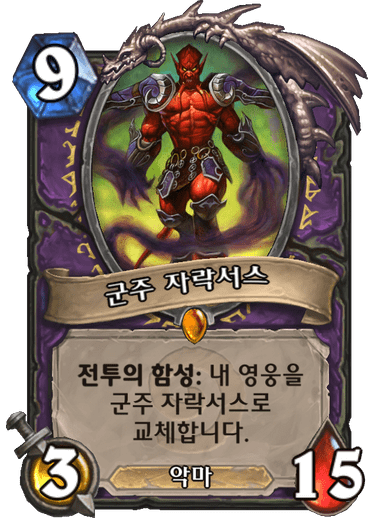 9
군주 자락서스
전투의 함성: 내 영웅을
군주 자락서스로
교체합니다.
3
악마
15